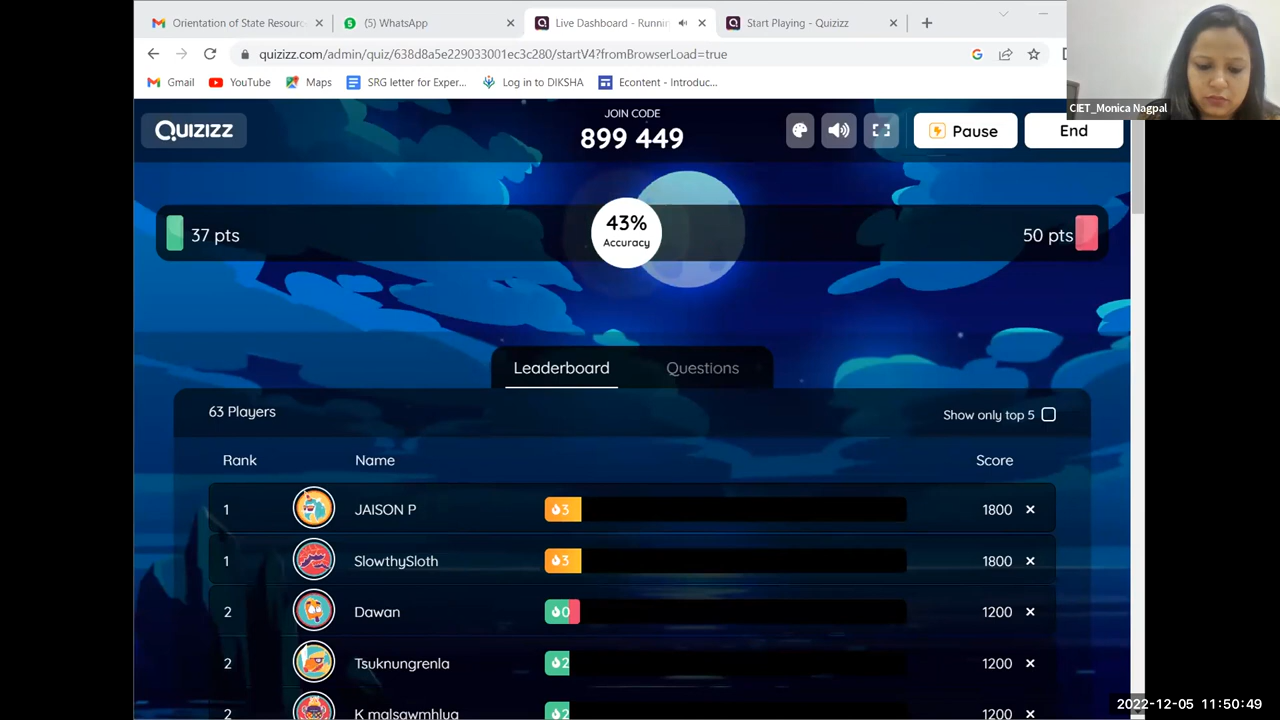 Orientation of State Resourc
(5) WhatsApp
Live Dashboard - Runnin
Start Playing - Quizizz
quizizz.com/admin/quiz/638d8a5e229033001ec3c280/startV4?fromBrowserLoad=true
Gmail
YouTube
Maps
SRG letter for Exper...
Log in to DIKSHA
Econtent - Introduc...
CIET_Monica Nagpal
QUIZIZZ
JOIN CODE
899 449
Pause
End
37 pts
43%
Accuracy
50 pts
Leaderboard
Questions
63 Players
Show only top 5
Rank Name Score
1 JAISON P 3 1800
1 SlowthySloth 3 1800
2 Dawan 0 1200
2 Tsuknungrenla 2 1200
2 K malsawmhlua 2 1200
2022-12-05 11:50:49